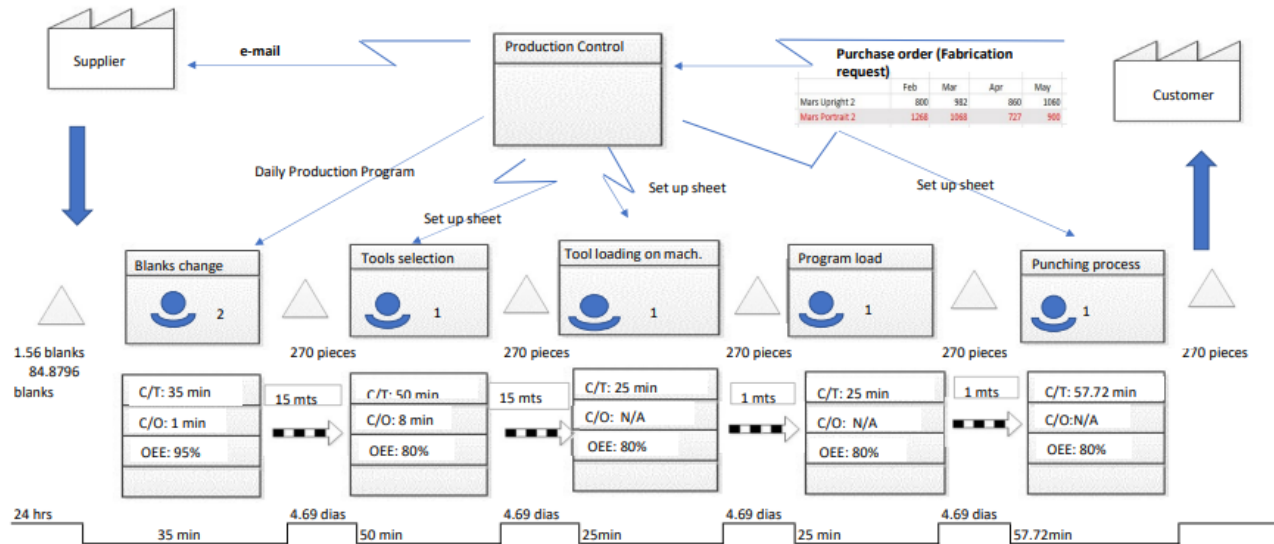 Supplier
e-mail
Production Control
Purchase order (Fabrication
request)
Feb Mar Apr May
Mars Upright 2 800 982 860 1060
Mars Portrait 2 1268 1068 727 900
Customer
Daily Production Program
Set up sheet
Set up sheet
Set up sheet
Blanks change
2
Tools selection
1
Tool loading on mach.
1
Program load
1
Punching process
1
1.56 blanks
84.8796
blanks
270 pieces
270 pieces
270 pieces
270 pieces
270 pieces
C/T: 35 min
C/O: 1 min
OEE: 95%
15 mts
C/T: 50 min
C/O: 8 min
OEE: 80%
15 mts
C/T: 25 min
C/O: N/A
OEE: 80%
1 mts
C/T: 25 min
C/O: N/A
OEE: 80%
1 mts
C/T: 57.72 min
C/O:N/A
OEE: 80%
24 hrs
35 min
4.69 dias
50 min
4.69 dias
25min
4.69 dias
25 min
4.69 dias
57.72min